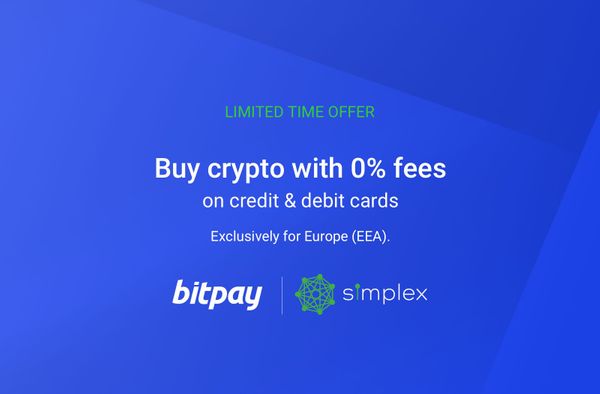 LIMITED TIME OFFER
Buy crypto with 0% fees
on credit & debit cards
Exclusively for Europe (EEA).
bitpay
simplex